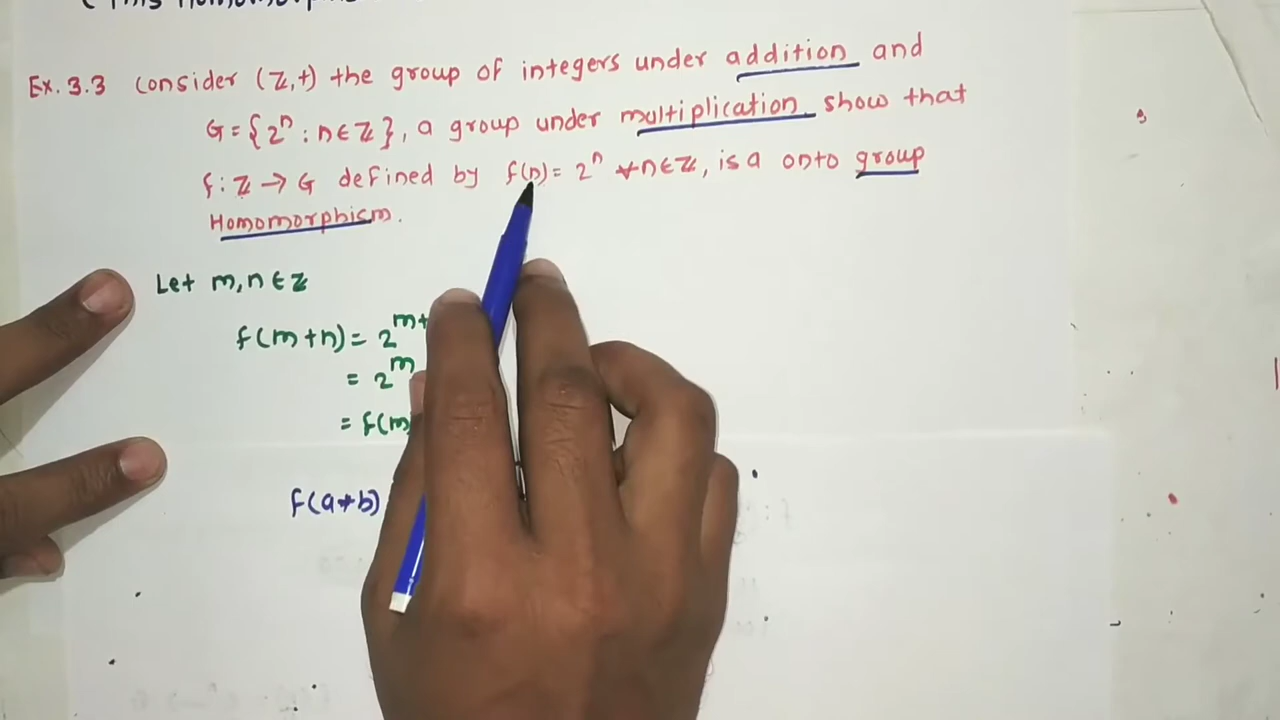 Ex. 3.3 Consider (ℤ,+) the group of integers under addition and
G = {2ⁿ : n∈ℤ}, a group under multiplication show that
f : ℤ → G defined by f(n) = 2ⁿ ∀n∈ℤ, is a onto group
Homomorphism.
Let m,n ∈ ℤ
f(m+n) = 2^m+
= 2^m
= f(m)
f(a*b)